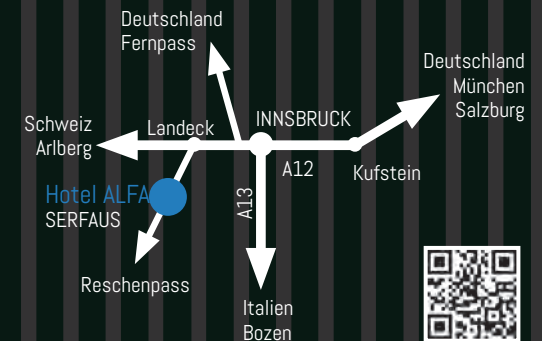 Deutschland
Fernpass
Deutschland
München
Salzburg
Schweiz
Arlberg
Landeck
INNSBRUCK
A12
Kufstein
Hotel ALFA
SERFAUS
A13
Reschenpass
Italien
Bozen